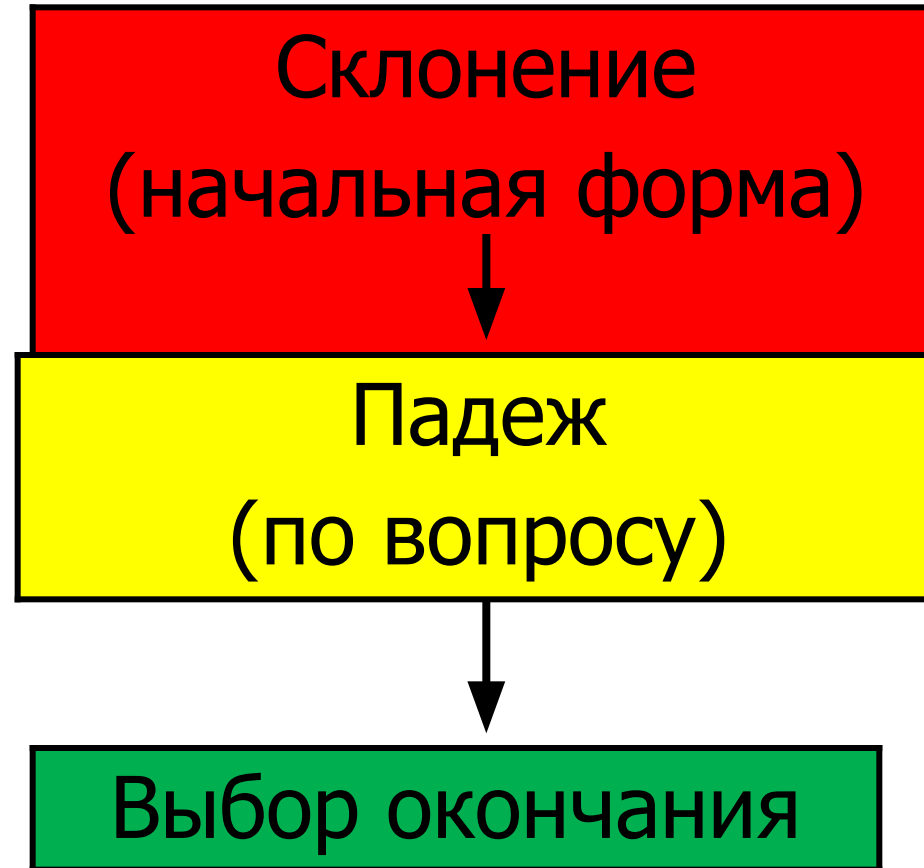 Склонение
(начальная форма)
Падеж
(по вопросу)
Выбор окончания